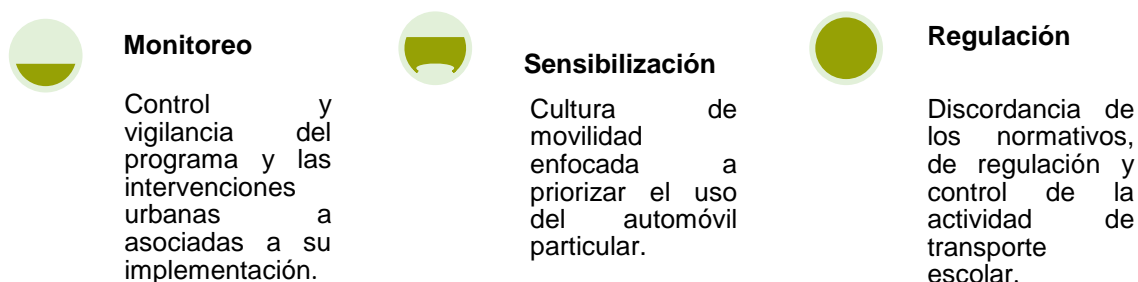 Monitoreo
Control y
vigilancia del
programa y las
intervenciones
urbanas a
asociadas a su
implementación.
Sensibilización
Cultura de
movilidad
enfocada a
priorizar el uso
del automóvil
particular.
Regulación
Discordancia de
los normativos,
de regulación y
control de la
actividad de
transporte
escolar.